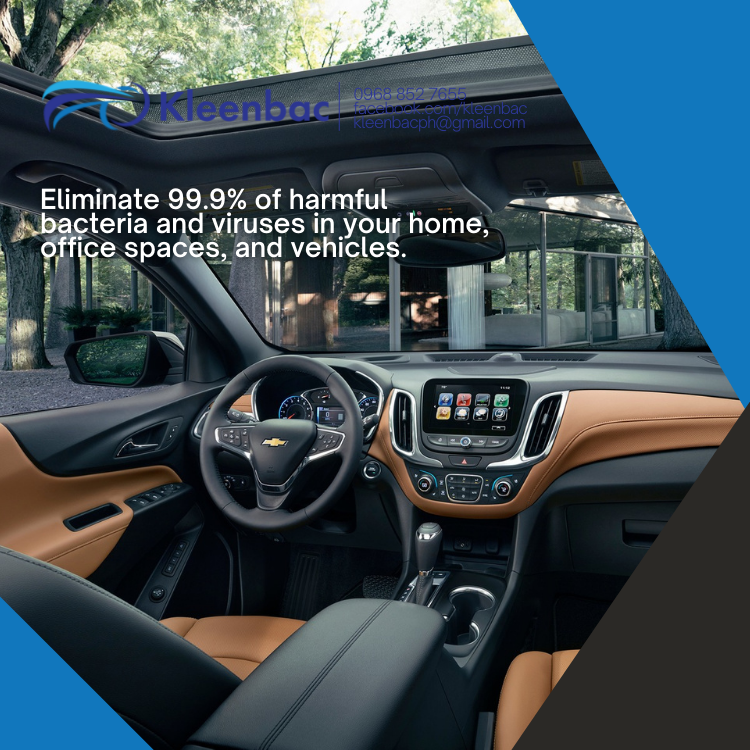 Kleenbac
0968 852 7655
facebook.com/kleenbac
kleenbacph@gmail.com
Eliminate 99.9% of harmful
bacteria and viruses in your home,
office spaces, and vehicles.